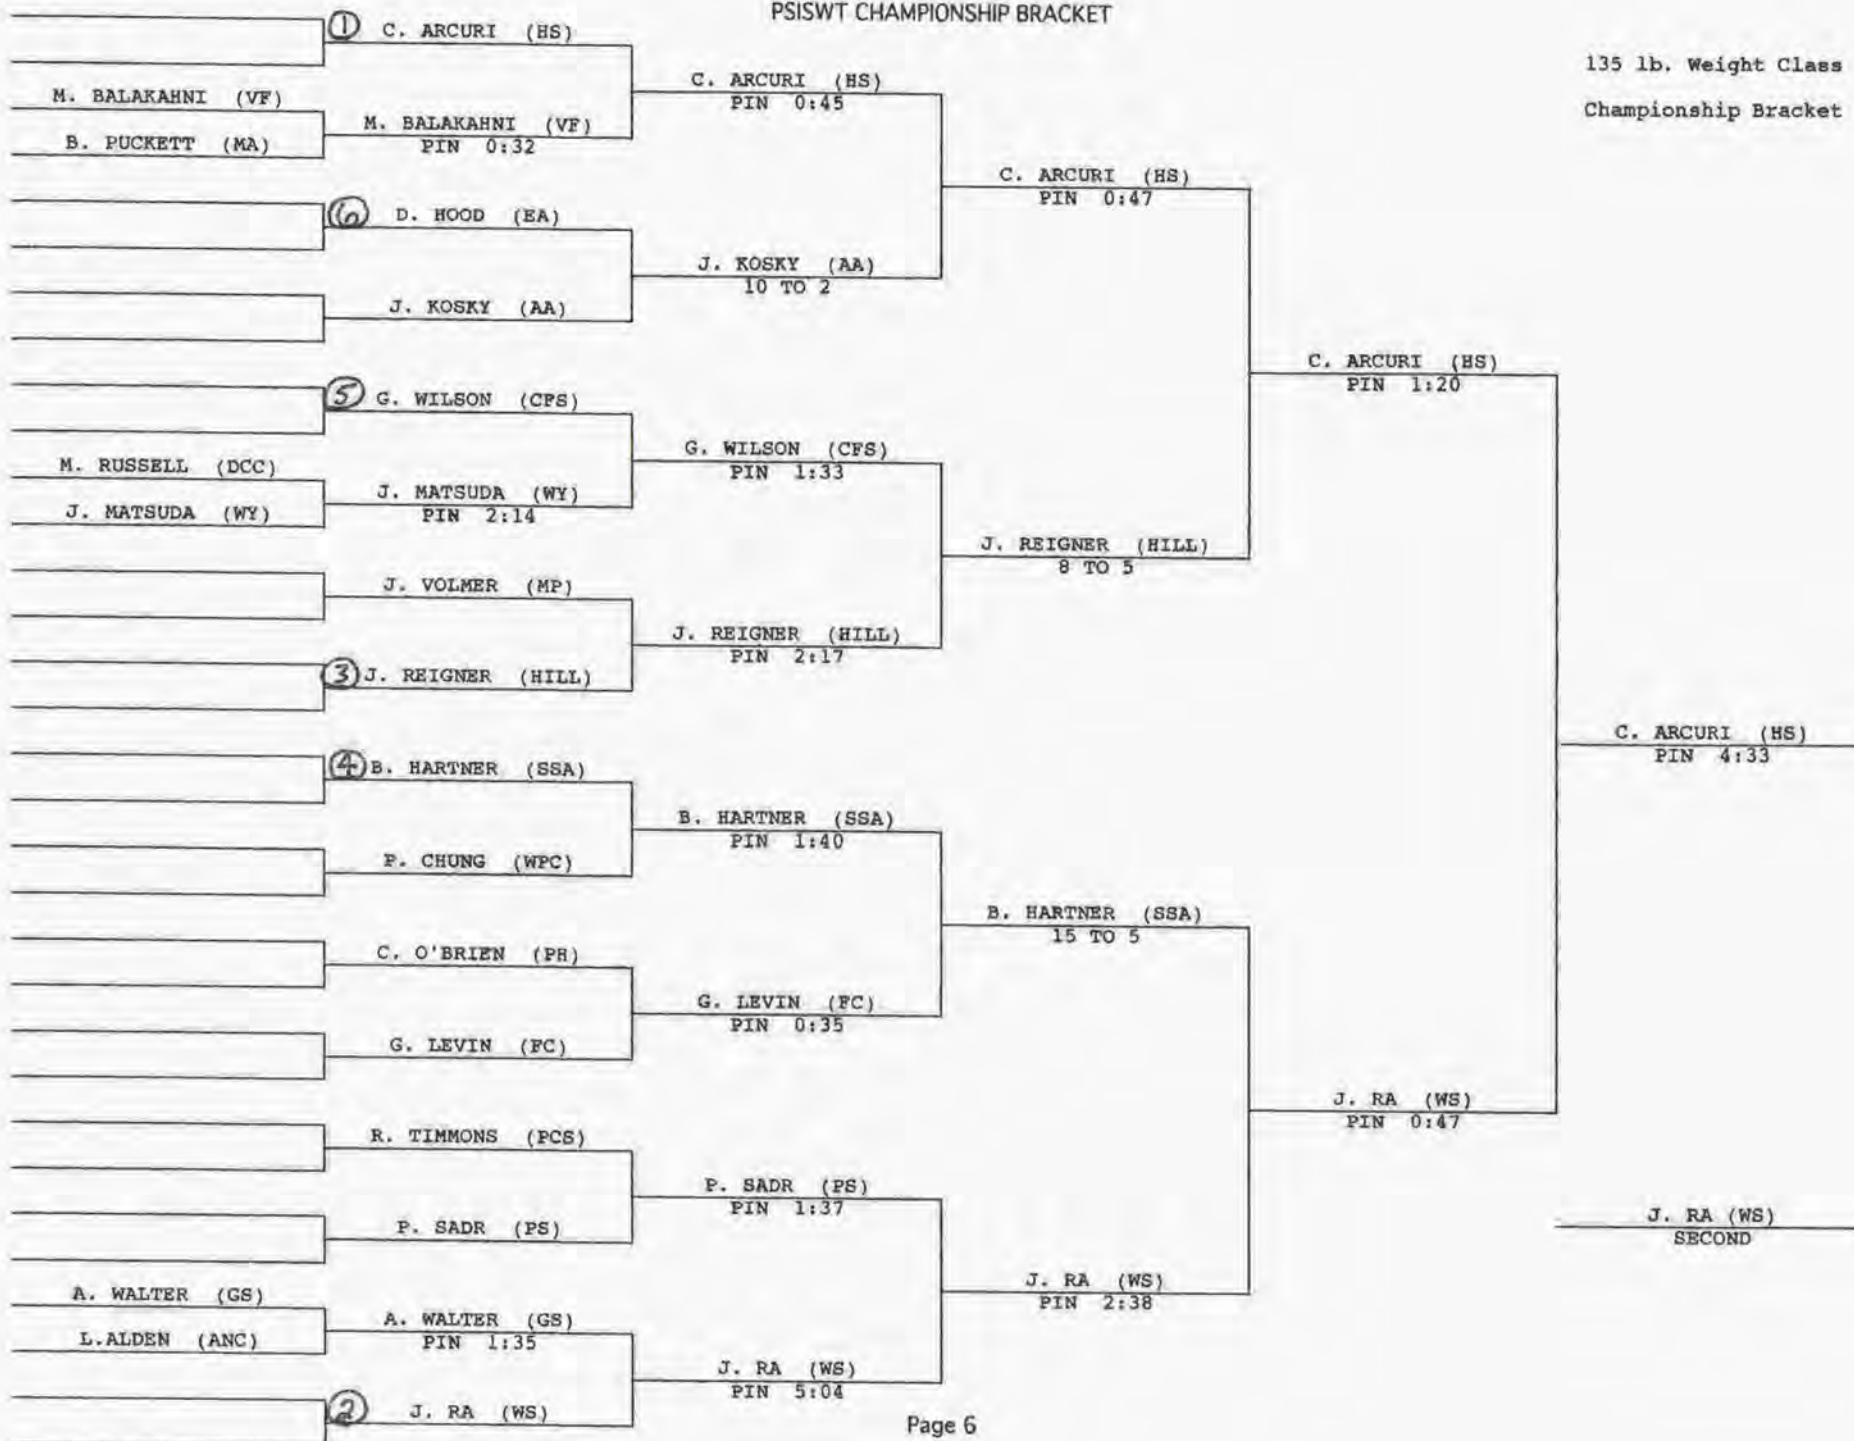 PSISWT CHAMPIONSHIP BRACKET
135 lb. Weight Class
Championship Bracket
① C. ARCURI (HS)
M. BALAKAHNI (VF)
B. PUCKETT (MA)
M. BALAKAHNI (VF)
PIN 0:32
C. ARCURI (HS)
PIN 0:45
⑥ D. HOOD (EA)
J. KOSKY (AA)
J. KOSKY (AA)
10 TO 2
C. ARCURI (HS)
PIN 0:47
⑤ G. WILSON (CFS)
M. RUSSELL (DCC)
J. MATSUDA (WY)
J. MATSUDA (WY)
PIN 2:14
G. WILSON (CFS)
PIN 1:33
J. VOLMER (MP)
③ J. REIGNER (HILL)
J. REIGNER (HILL)
PIN 2:17
J. REIGNER (HILL)
8 TO 5
C. ARCURI (HS)
PIN 1:20
④ B. HARTNER (SSA)
P. CHUNG (WPC)
B. HARTNER (SSA)
PIN 1:40
C. O'BRIEN (PH)
G. LEVIN (FC)
G. LEVIN (FC)
PIN 0:35
B. HARTNER (SSA)
15 TO 5
R. TIMMONS (PCS)
P. SADR (PS)
P. SADR (PS)
PIN 1:37
A. WALTER (GS)
L.ALDEN (ANC)
A. WALTER (GS)
PIN 1:35
② J. RA (WS)
J. RA (WS)
PIN 5:04
J. RA (WS)
PIN 2:38
J. RA (WS)
PIN 0:47
C. ARCURI (HS)
PIN 4:33
J. RA (WS)
SECOND
Page 6